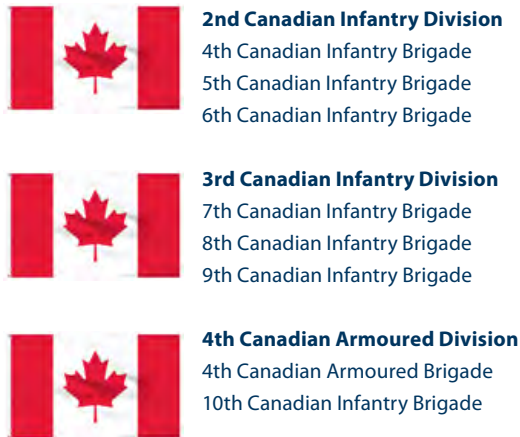 2nd Canadian Infantry Division
4th Canadian Infantry Brigade
5th Canadian Infantry Brigade
6th Canadian Infantry Brigade
3rd Canadian Infantry Division
7th Canadian Infantry Brigade
8th Canadian Infantry Brigade
9th Canadian Infantry Brigade
4th Canadian Armoured Division
4th Canadian Armoured Brigade
10th Canadian Infantry Brigade